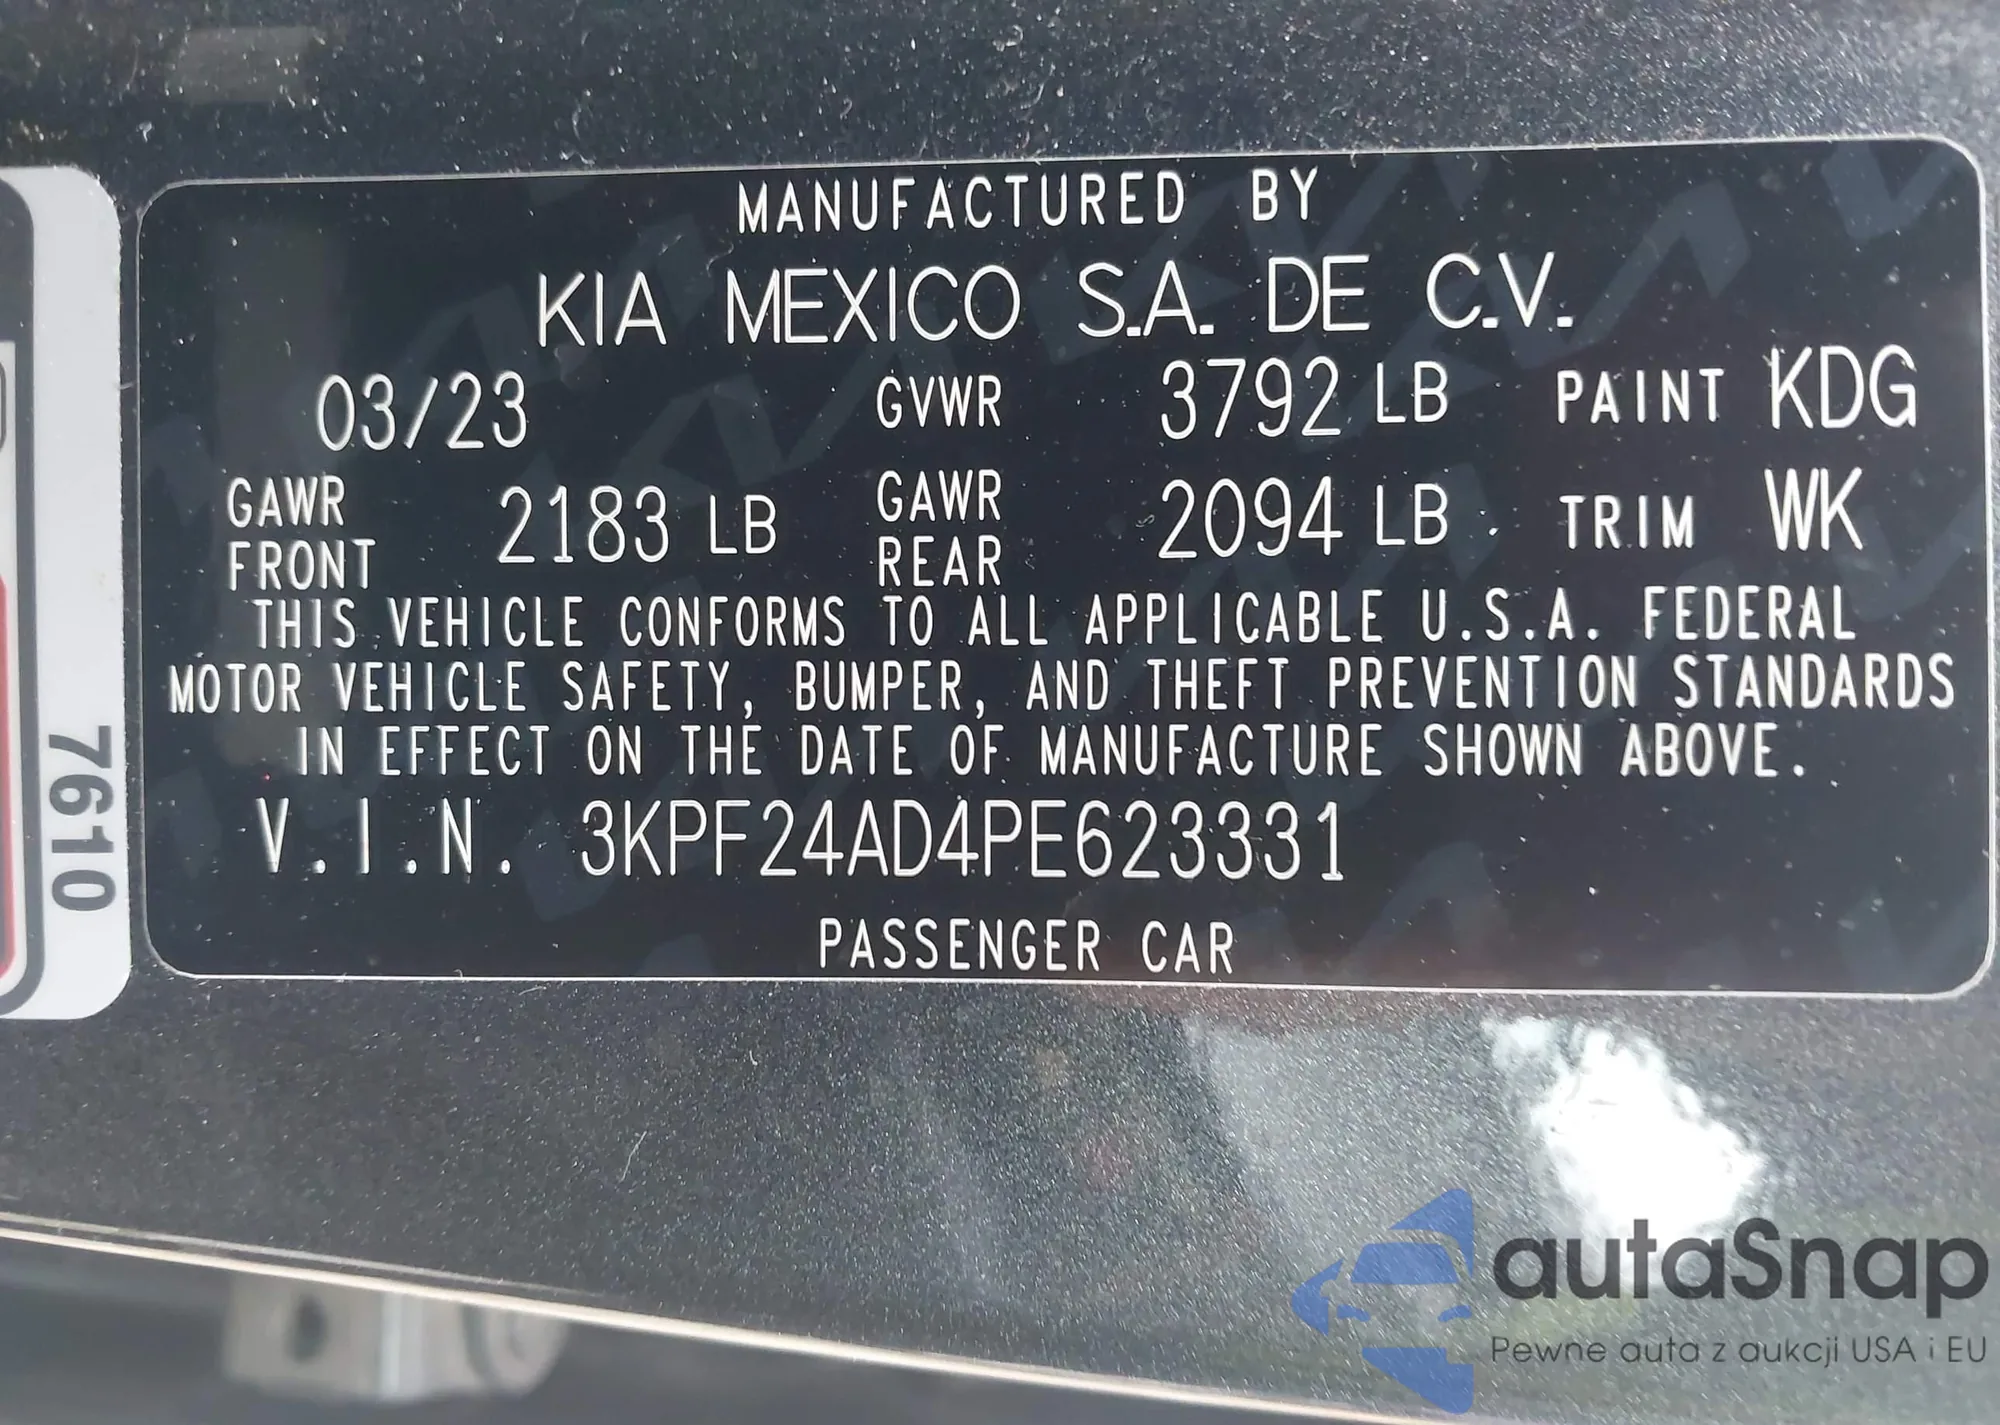 MANUFACTURED BY
KIA MEXICO S.A. DE C.V.
03/23 GVWR 3792 LB PAINT KDG
GAWR FRONT 2183 LB GAWR REAR 2094 LB TRIM WK
THIS VEHICLE CONFORMS TO ALL APPLICABLE U.S.A. FEDERAL
MOTOR VEHICLE SAFETY, BUMPER, AND THEFT PREVENTION STANDARDS
IN EFFECT ON THE DATE OF MANUFACTURE SHOWN ABOVE.
V.I.N. 3KPF24AD4PE623331
PASSENGER CAR
7610
autaSnap
Pewne auta z aukcji USA i EU